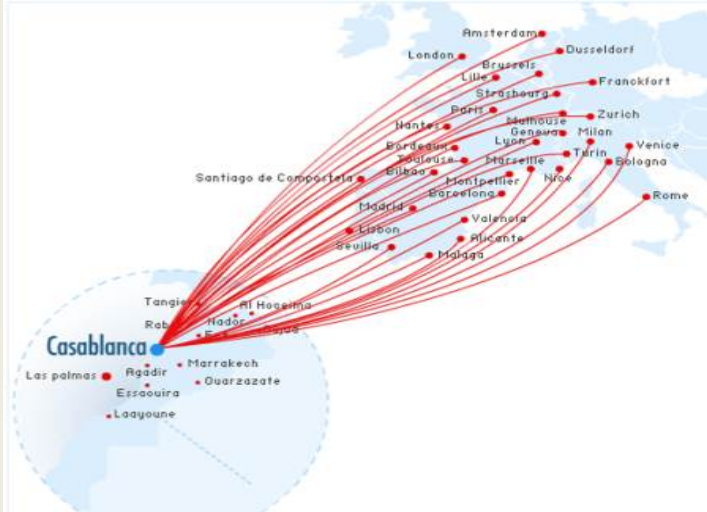 Amsterdam
Dusseldorf
London
Brussels
Lille
Franckfort
Strasbourg
Paris
Zurich
Mulhouse
Nantes
Geneva
Milan
Lyon
Venice
Bordeaux
Turin
Toulouse
Marseille
Bologna
Bilbao
Santiago de Compostela
Montpellier
Nice
Barcelona
Rome
Madrid
Valencia
Lisbon
Alicante
Sevilla
Malaga
Tangier
Al Hoceima
Nador
Casablanca
Marrakech
Las palmas
Agadir
Ouarzazate
Essaouira
Laayoune